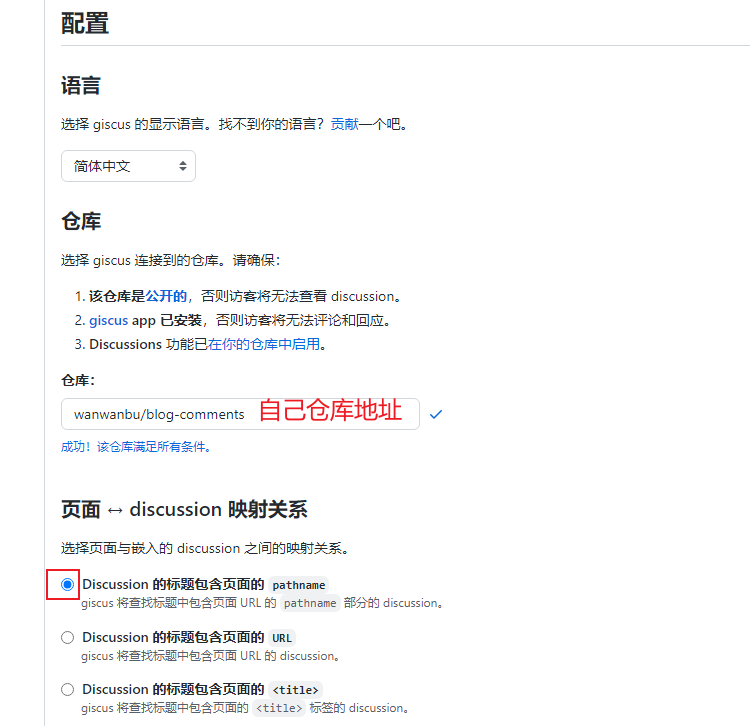 配置
语言
选择 giscus 的显示语言。找不到你的语言？贡献一个吧。
简体中文
仓库
选择 giscus 连接到的仓库。请确保：
1. 该仓库是公开的，否则访客将无法查看 discussion。
2. giscus app 已安装，否则访客将无法评论和回应。
3. Discussions 功能已在你的仓库中启用。
仓库：
wanwanbu/blog-comments 自己仓库地址
成功！该仓库满足所有条件。
页面 ↔ discussion 映射关系
选择页面与嵌入的 discussion 之间的映射关系。
Discussion 的标题包含页面的 pathname
giscus 将查找标题中包含页面 URL 的 pathname 部分的 discussion。
Discussion 的标题包含页面的 URL
giscus 将查找标题中包含页面 URL 的 discussion。
Discussion 的标题包含页面的 <title>
giscus 将查找标题中包含页面的 <title> 标签的 discussion。